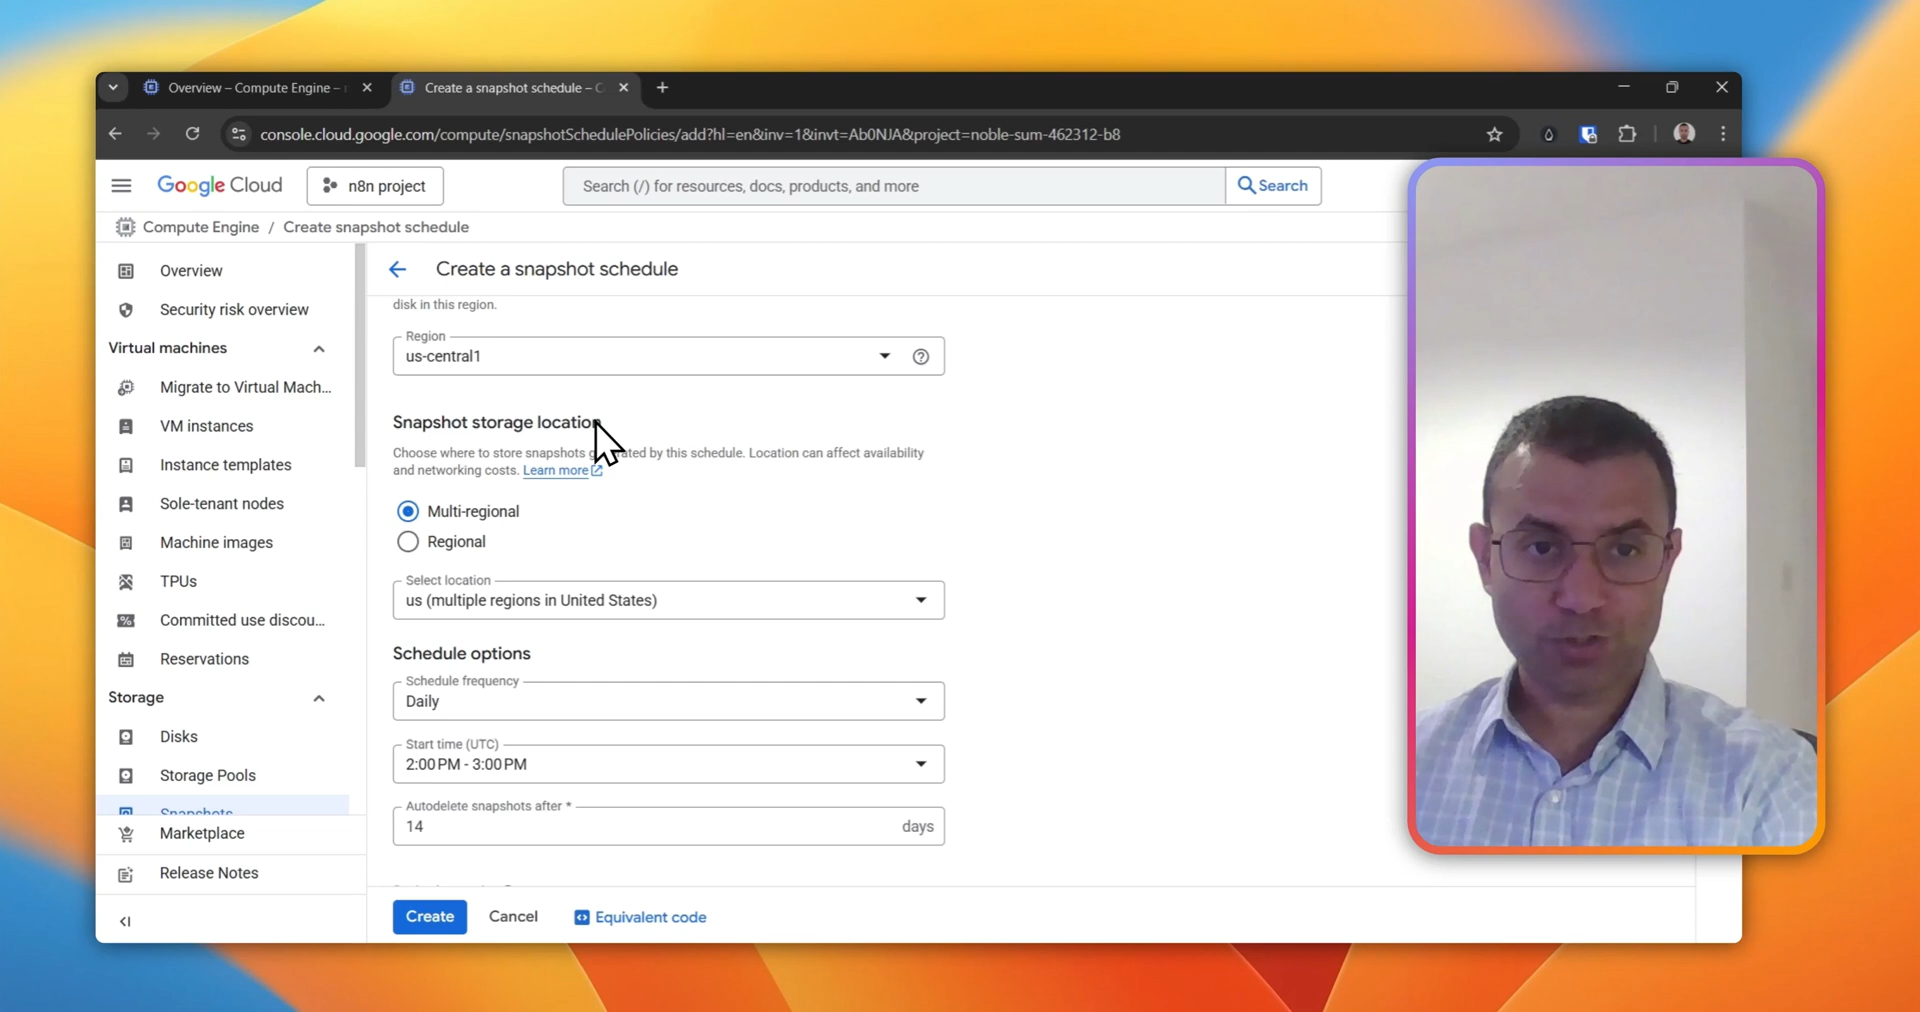 Overview – Compute Engine –
Create a snapshot schedule – C
console.cloud.google.com/compute/snapshotSchedulePolicies/add?hl=en&inv=1&invt=Ab0NJA&project=noble-sum-462312-b8
Google Cloud
n8n project
Search (/) for resources, docs, products, and more
Search
Compute Engine / Create snapshot schedule
Overview
Security risk overview
Virtual machines
Migrate to Virtual Mach...
VM instances
Instance templates
Sole-tenant nodes
Machine images
TPUs
Committed use discou...
Reservations
Storage
Disks
Storage Pools
Snapshots
Marketplace
Release Notes
Create a snapshot schedule
disk in this region.
Region
us-central1
Snapshot storage location
Choose where to store snapshots ated by this schedule. Location can affect availability
and networking costs. Learn more
Multi-regional
Regional
Select location
us (multiple regions in United States)
Schedule options
Schedule frequency
Daily
Start time (UTC)
2:00 PM - 3:00 PM
Autodelete snapshots after *
14 days
Create
Cancel
Equivalent code